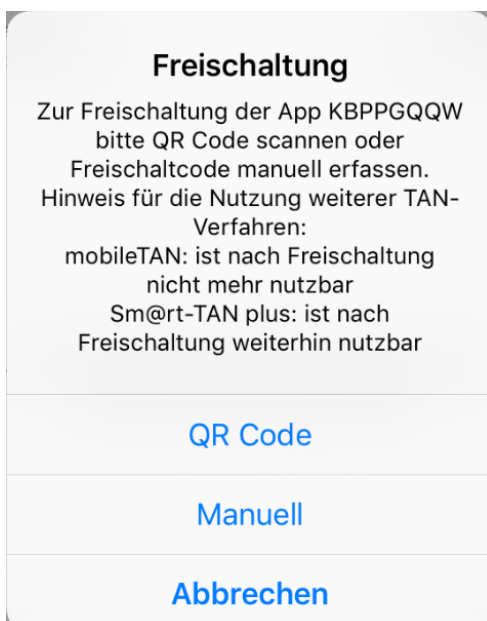 Freischaltung
Zur Freischaltung der App KBPPGQQW
bitte QR Code scannen oder
Freischaltcode manuell erfassen.
Hinweis für die Nutzung weiterer TAN-
Verfahren:
mobileTAN: ist nach Freischaltung
nicht mehr nutzbar
Sm@rt-TAN plus: ist nach
Freischaltung weiterhin nutzbar
QR Code
Manuell
Abbrechen